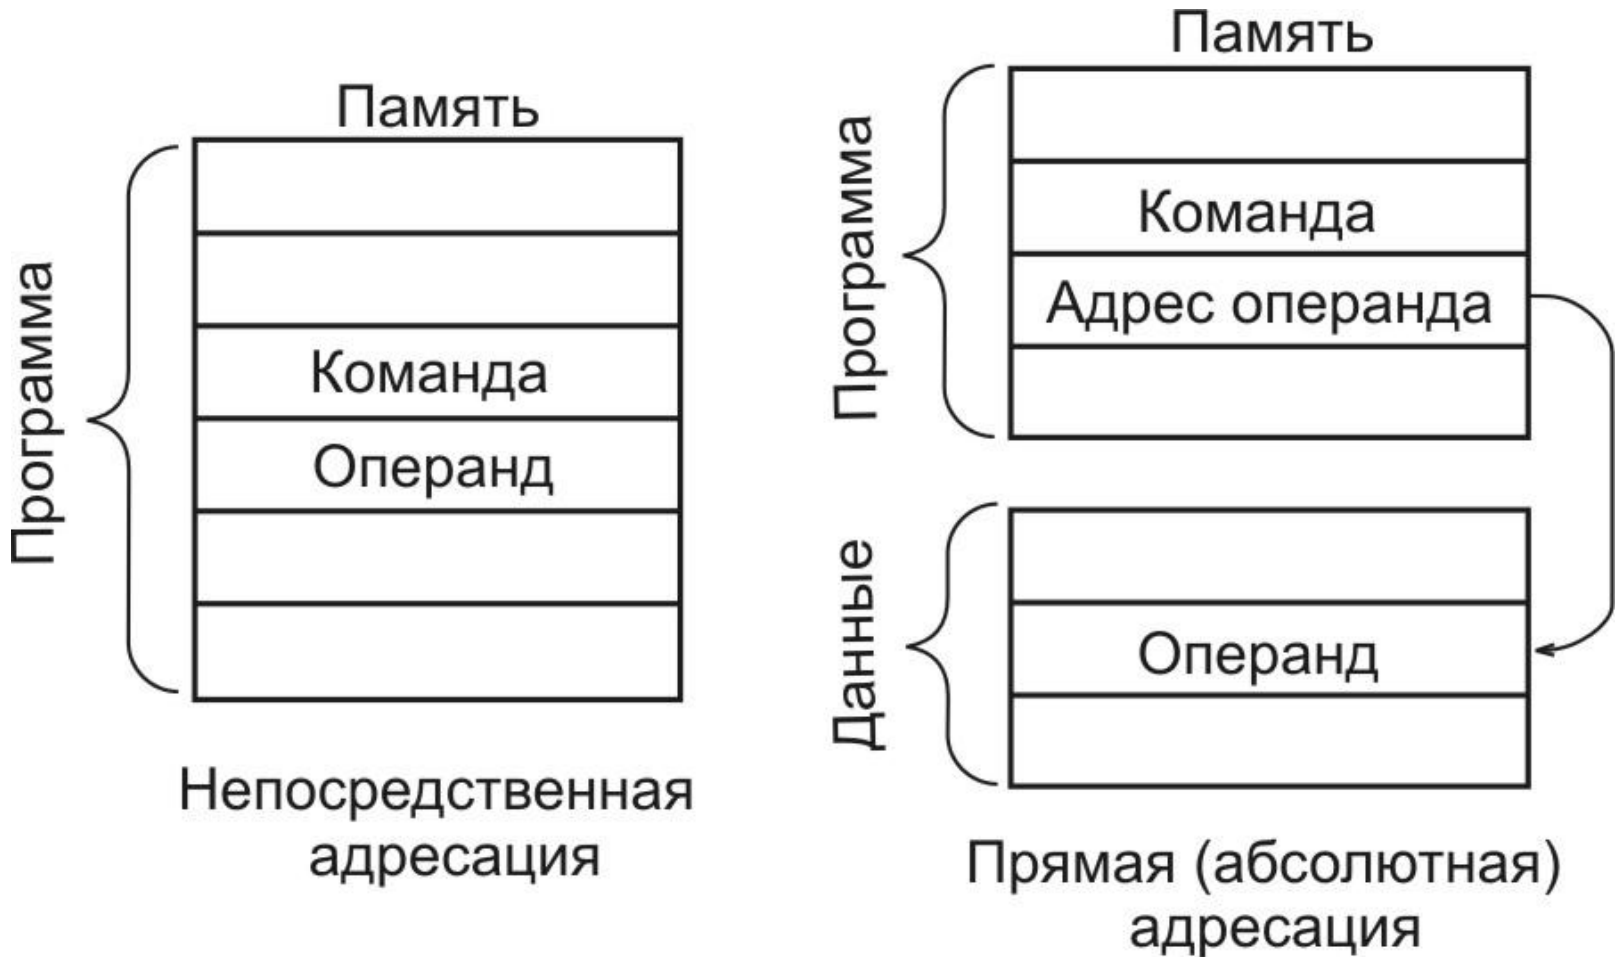 Память
Программа
Команда
Операнд
Непосредственная
адресация
Память
Программа
Команда
Адрес операнда
Данные
Операнд
Прямая (абсолютная)
адресация